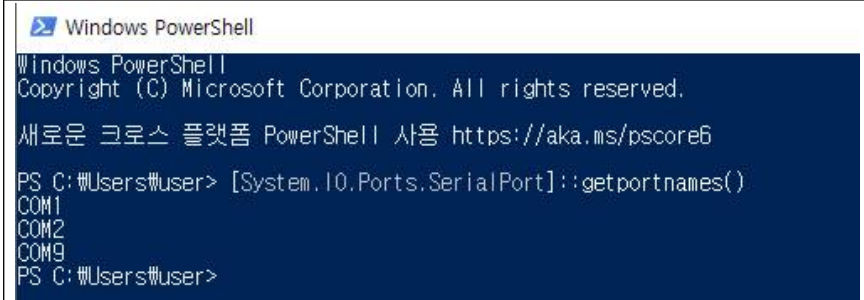 Windows PowerShell
Windows PowerShell
Copyright (C) Microsoft Corporation. All rights reserved.
새로운 크로스 플랫폼 PowerShell 사용 https://aka.ms/pscore6
PS C:₩Users₩user> [System.IO.Ports.SerialPort]::getportnames()
COM1
COM2
COM9
PS C:₩Users₩user>